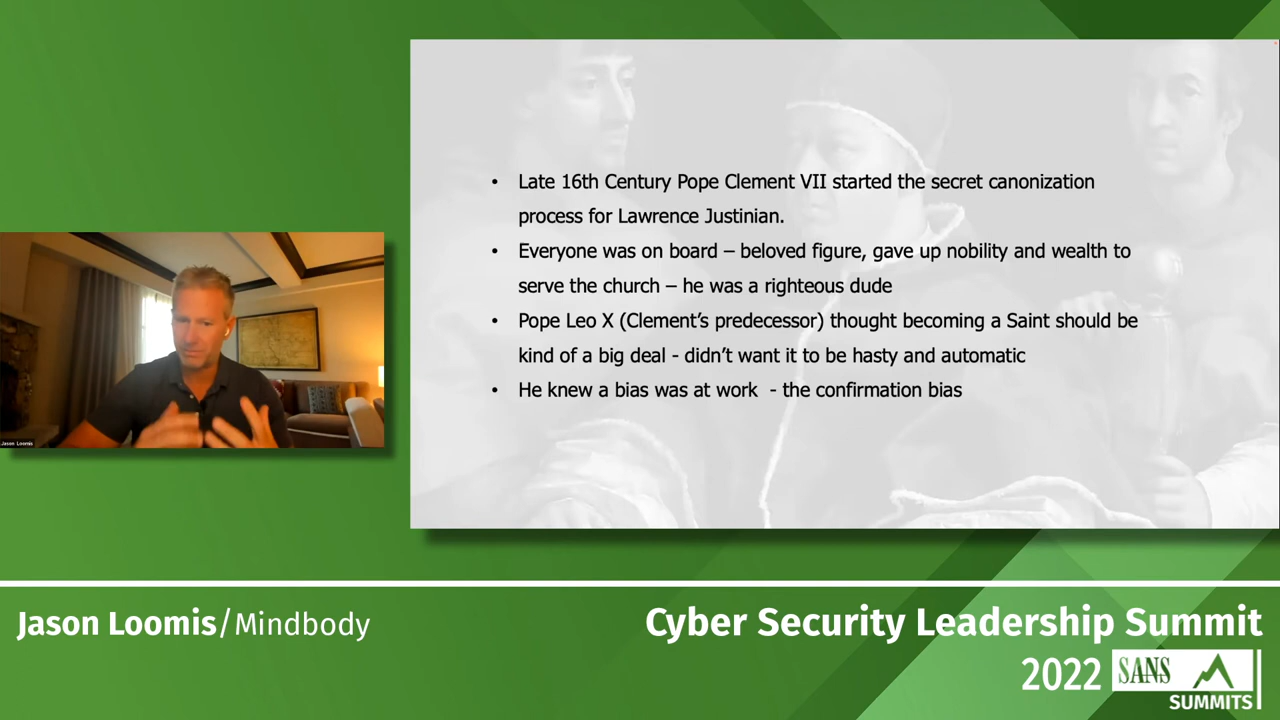 • Late 16th Century Pope Clement VII started the secret canonization
process for Lawrence Justinian.
• Everyone was on board – beloved figure, gave up nobility and wealth to
serve the church – he was a righteous dude
• Pope Leo X (Clement’s predecessor) thought becoming a Saint should be
kind of a big deal - didn’t want it to be hasty and automatic
• He knew a bias was at work - the confirmation bias
Jason Loomis
Jason Loomis/Mindbody
Cyber Security Leadership Summit
2022 SANS
SUMMITS